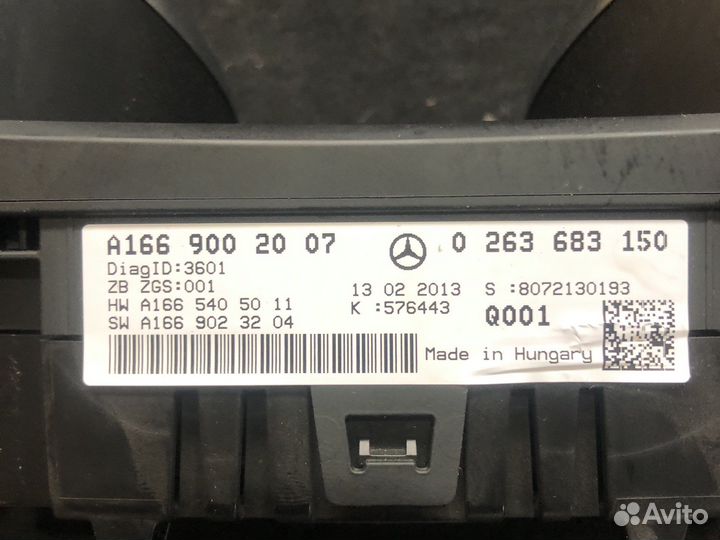 A166 900 20 07 0 263 683 150
DiagID:3601
ZB ZGS:001 13 02 2013 S :8072130193
HW A166 540 50 11 K :576443 Q001
SW A166 902 32 04
Made in Hungary
Avito